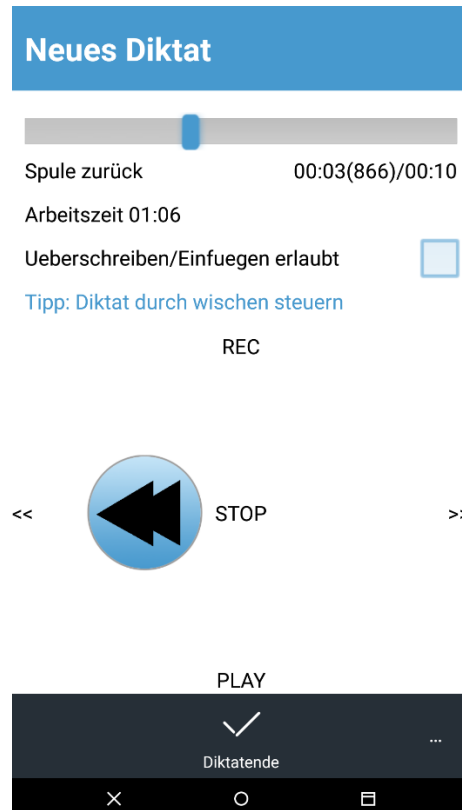 Neues Diktat
Spule zurück 00:03(866)/00:10
Arbeitszeit 01:06
Ueberschreiben/Einfuegen erlaubt
Tipp: Diktat durch wischen steuern
REC
<< STOP >>
PLAY
Diktatende
...